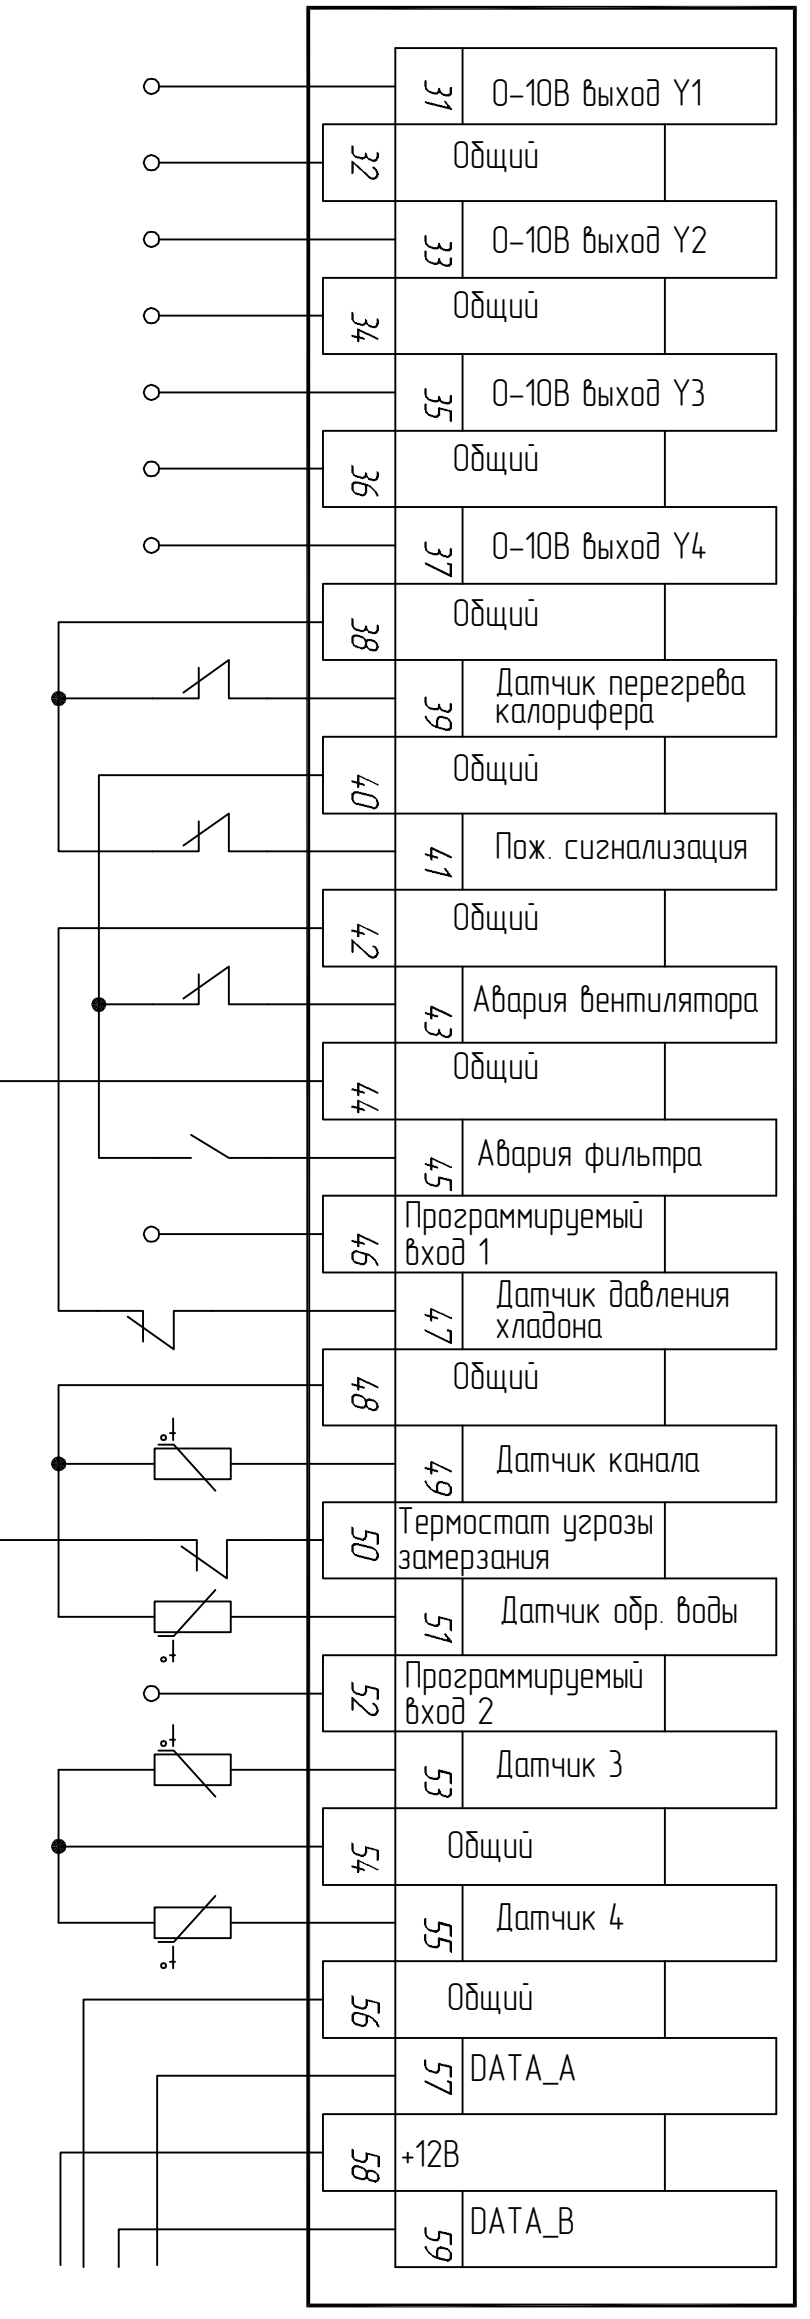 31 0-10В выход Y1
32 Общий
33 0-10В выход Y2
34 Общий
35 0-10В выход Y3
36 Общий
37 0-10В выход Y4
38 Общий
39 Датчик перегрева
калорифера
40 Общий
41 Пож. сигнализация
42 Общий
43 Авария вентилятора
44 Общий
45 Авария фильтра
46 Программируемый
вход 1
47 Датчик давления
хладона
48 Общий
t°
49 Датчик канала
50 Термостат угрозы
замерзания
51 Датчик обр. воды
t°
52 Программируемый
вход 2
t°
53 Датчик 3
54 Общий
55 Датчик 4
t°
56 Общий
57 DATA_A
58 +12В
59 DATA_B